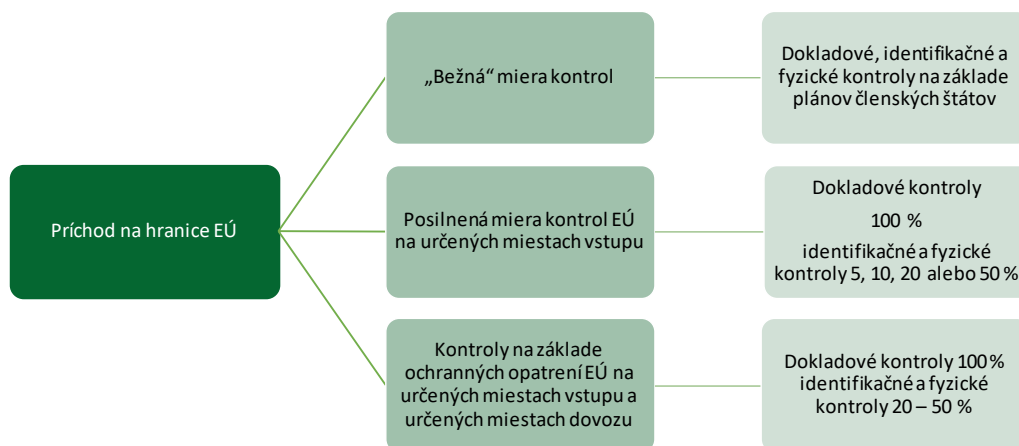 Príchod na hranice EÚ
„Bežná“ miera kontrol
Dokladové, identifikačné a
fyzické kontroly na základe
plánov členských štátov
Posilnená miera kontrol EÚ
na určených miestach vstupu
Dokladové kontroly
100 %
identifikačné a fyzické
kontroly 5, 10, 20 alebo 50 %
Kontroly na základe
ochranných opatrení EÚ na
určených miestach vstupu a
určených miestach dovozu
Dokladové kontroly 100 %
identifikačné a fyzické
kontroly 20 – 50 %